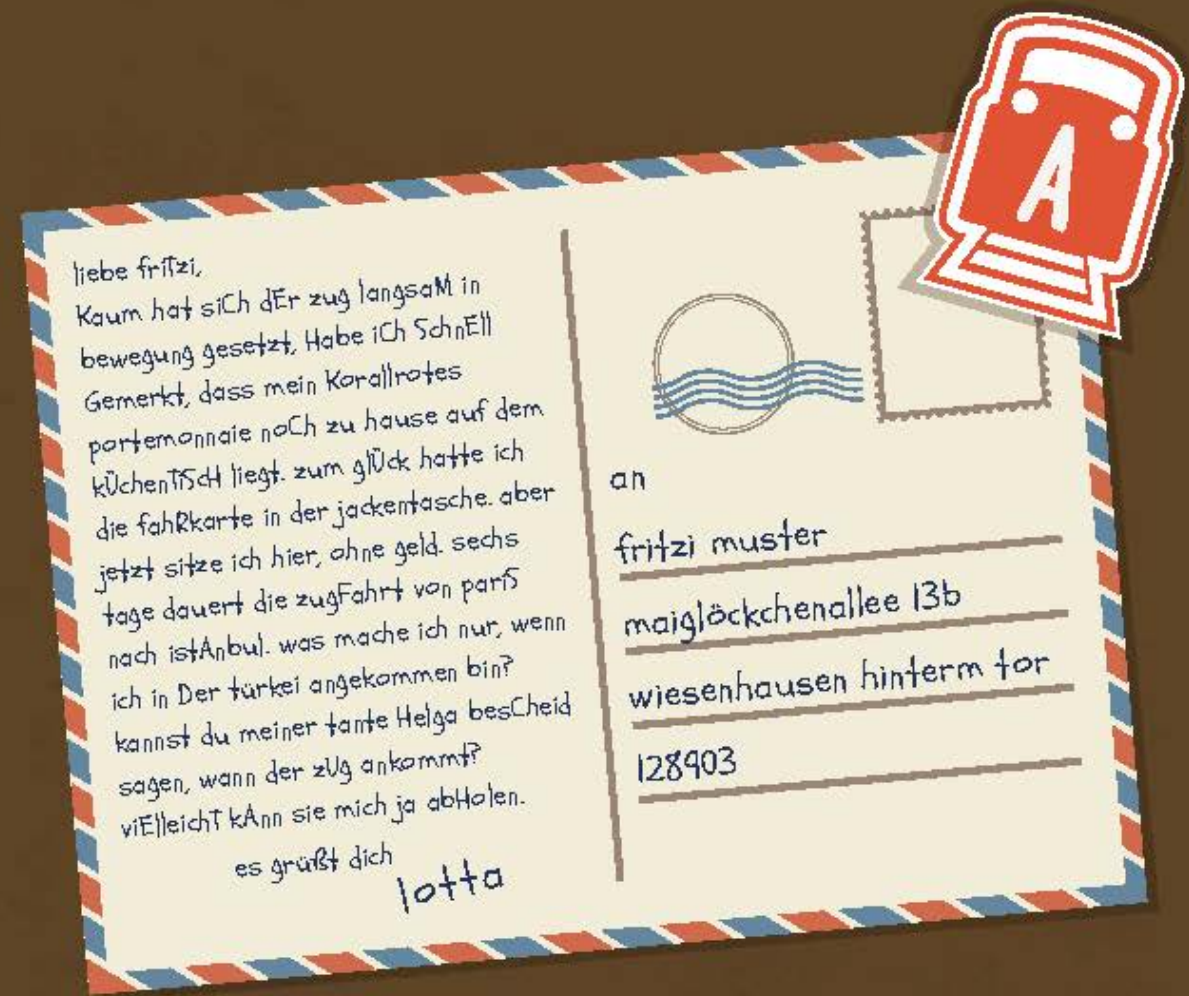 A
liebe friTzi,
Kaum hat siCh dEr zug langsaM in
bewegung gesetzt, Habe iCh SchnEll
Gemerkt, dass mein Korallrotes
portemonnaie noCh zu hause auf dem
kÜchenTiScH liegt. zum glÜck hatte ich
die fahRkarte in der jackentasche. aber
jetzt sitze ich hier, ohne geld. sechs
tage dauert die zugFahrt von pariS
nach istAnbul. was mache ich nur, wenn
ich in Der türkei angekommen bin?
kannst du meiner tante Helga besCheid
sagen, wann der zUg ankommt?
viElleichT kAnn sie mich ja abHolen.
es grüßt dich
lotta
an
fritzi muster
maiglöckchenallee 13b
wiesenhausen hinterm tor
128903